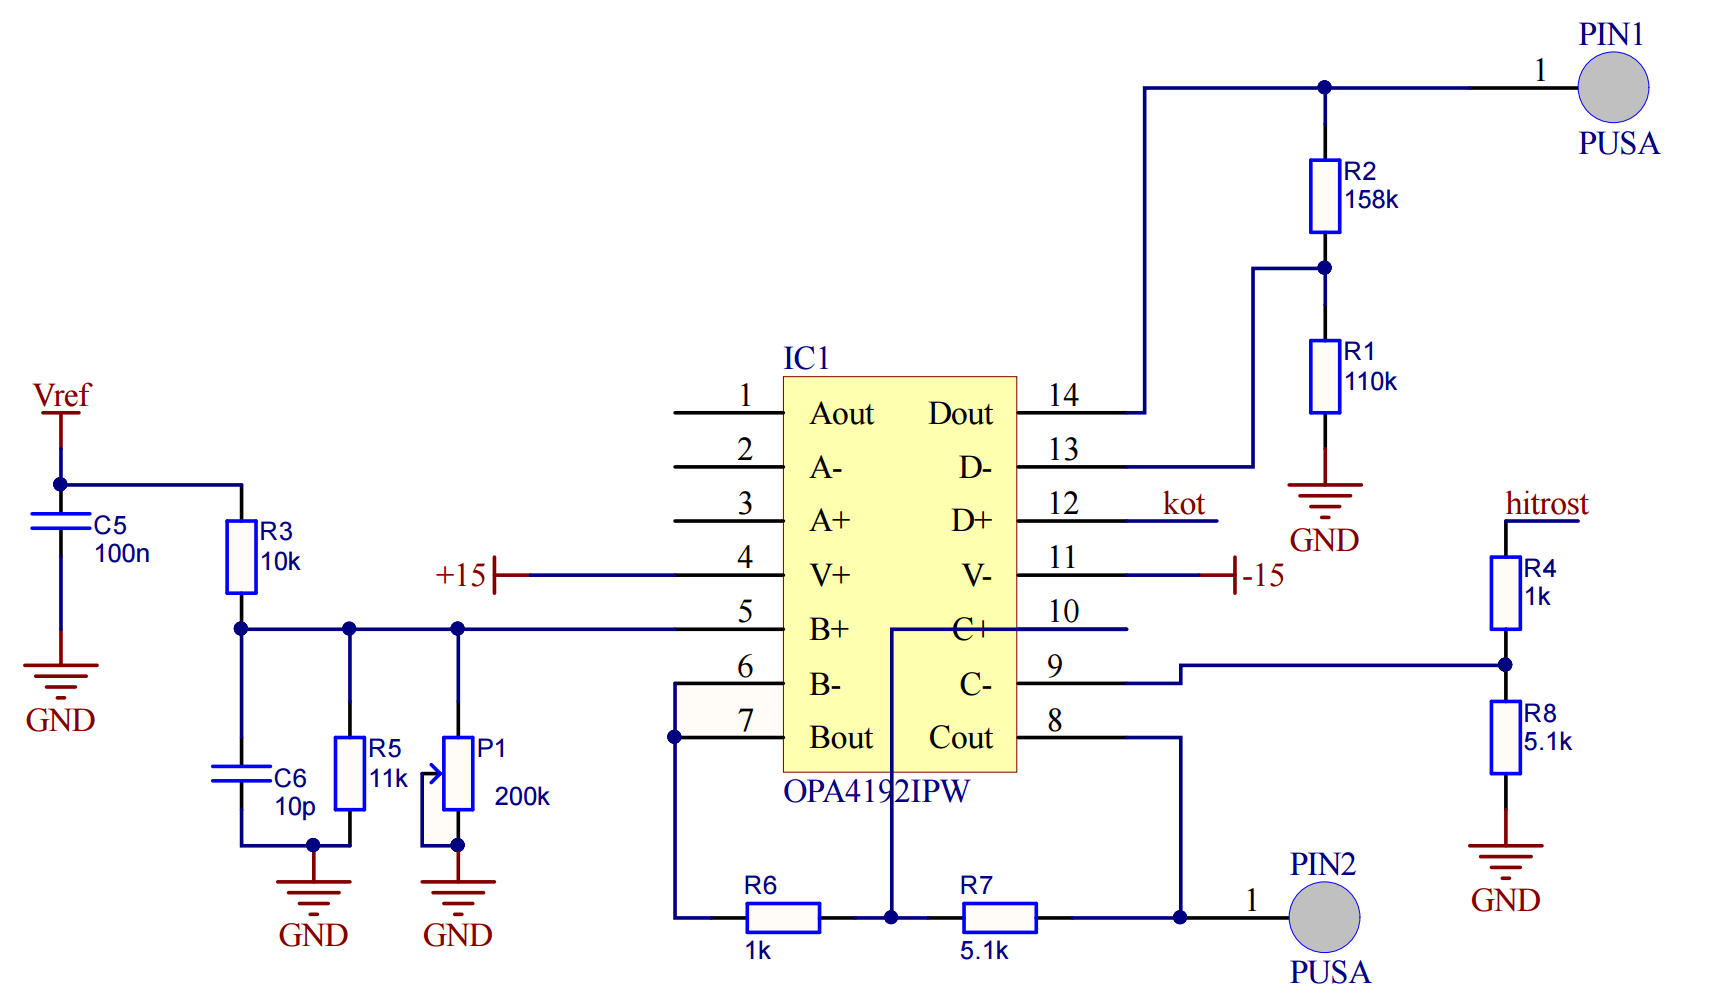 PIN1
1
PUSA
R2
158k
R1
110k
GND
IC1
1 Aout Dout 14
2 A- D- 13
3 A+ D+ 12 kot
+15 4 V+ V- 11 -15
5 B+ C+ 10
6 B- C- 9
7 Bout Cout 8
OPA4192IPW
Vref
C5
100n
GND
R3
10k
C6
10p
R5
11k
P1
200k
GND
GND
hitrost
R4
1k
R8
5.1k
GND
R6
1k
R7
5.1k
PIN2
1
PUSA